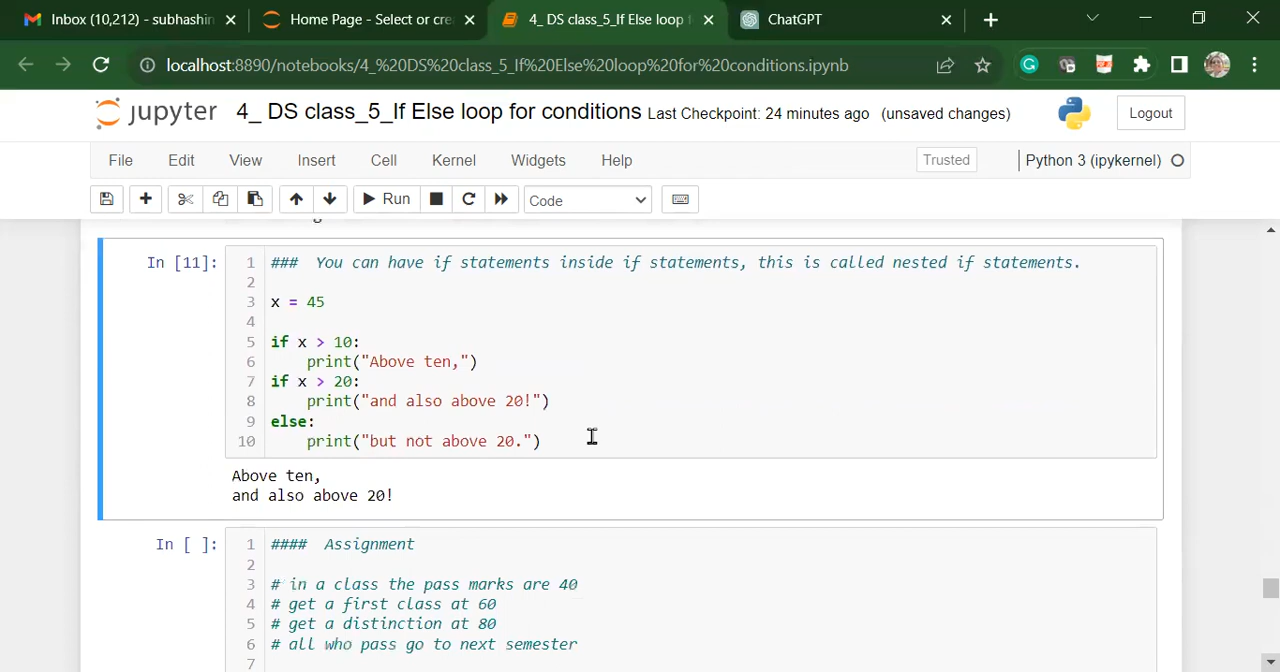 Inbox (10,212) - subhashin
Home Page - Select or cre
4_ DS class_5_If Else loop f
ChatGPT
localhost:8890/notebooks/4_%20DS%20class_5_If%20Else%20loop%20for%20conditions.ipynb
jupyter 4_ DS class_5_If Else loop for conditions Last Checkpoint: 24 minutes ago (unsaved changes)
Logout
File Edit View Insert Cell Kernel Widgets Help Trusted Python 3 (ipykernel)
Run Code
In [11]:
1 ### You can have if statements inside if statements, this is called nested if statements.
2
3 x = 45
4
5 if x > 10:
6 print("Above ten,")
7 if x > 20:
8 print("and also above 20!")
9 else:
10 print("but not above 20.")
Above ten,
and also above 20!
In [ ]:
1 #### Assignment
2
3 # in a class the pass marks are 40
4 # get a first class at 60
5 # get a distinction at 80
6 # all who pass go to next semester
7